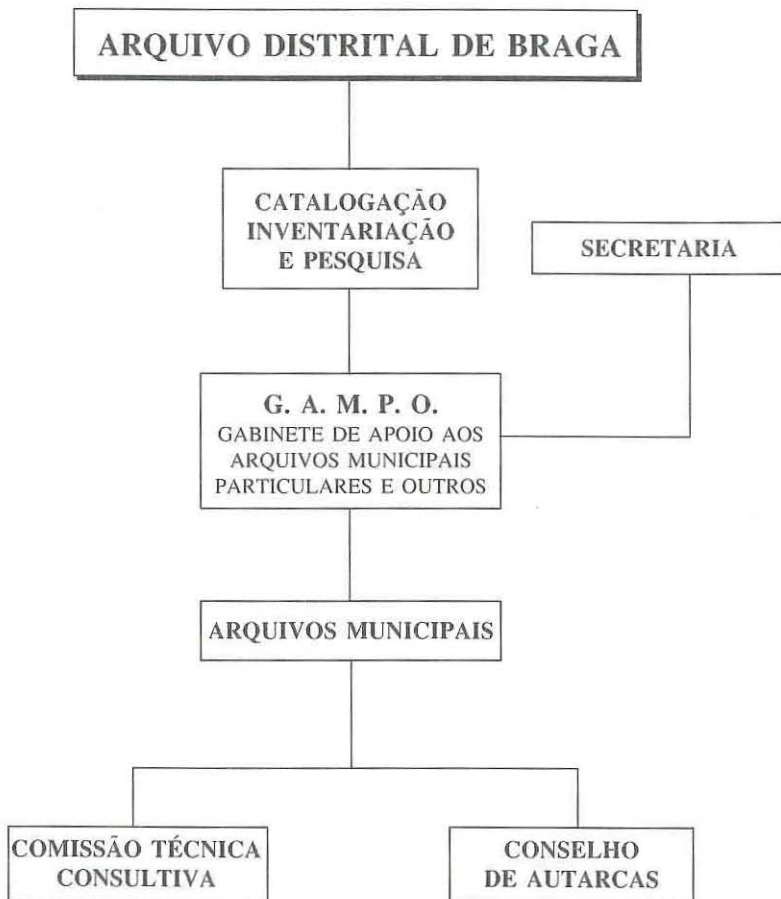 ARQUIVO DISTRITAL DE BRAGA
CATALOGAÇÃO
INVENTARIAÇÃO
E PESQUISA
SECRETARIA
G. A. M. P. O.
GABINETE DE APOIO AOS
ARQUIVOS MUNICIPAIS
PARTICULARES E OUTROS
ARQUIVOS MUNICIPAIS
COMISSÃO TÉCNICA
CONSULTIVA
CONSELHO
DE AUTARCAS